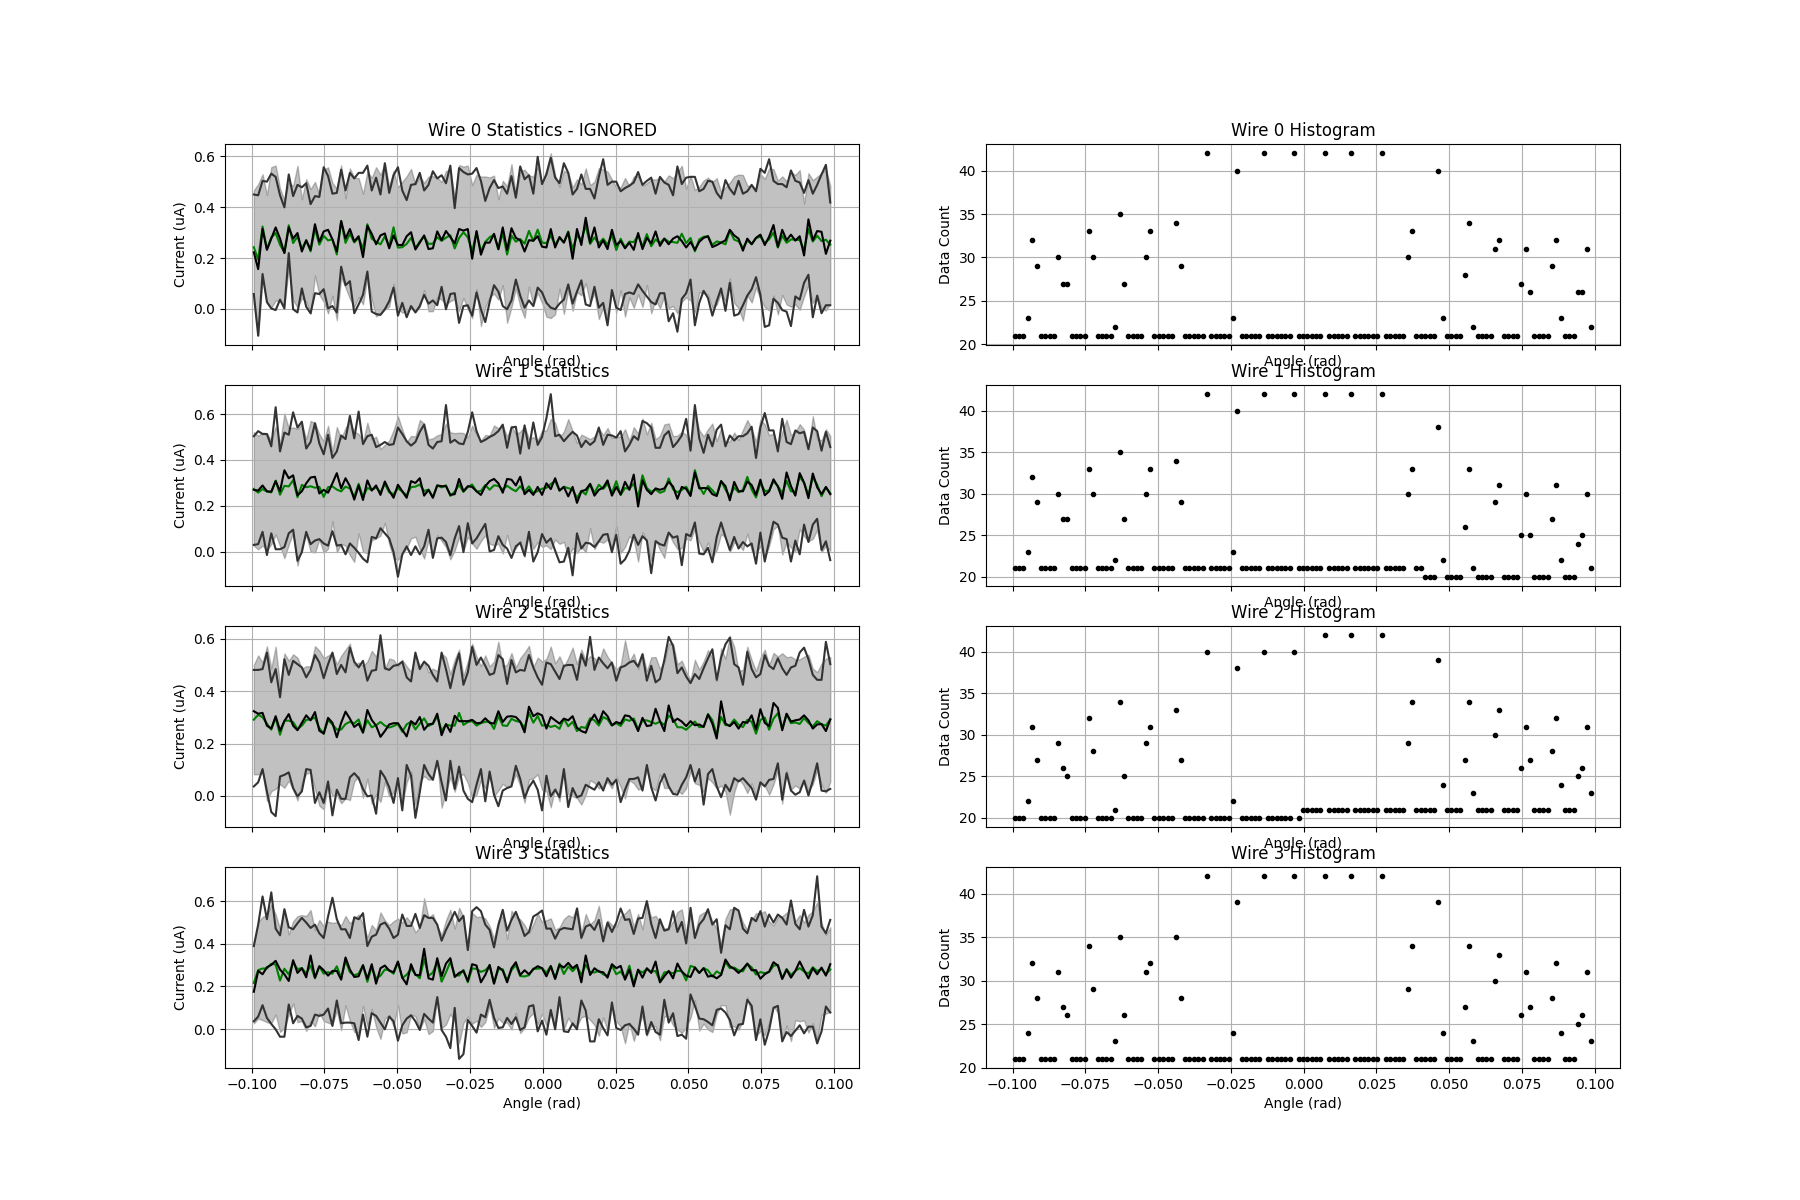 Wire 0 Statistics - IGNORED
0.6
0.4
0.2
0.0
Current (uA)
Angle (rad)
Wire 0 Histogram
40
35
30
25
20
Data Count
Angle (rad)
Wire 1 Statistics
0.6
0.4
0.2
0.0
Current (uA)
Angle (rad)
Wire 1 Histogram
40
35
30
25
20
Data Count
Angle (rad)
Wire 2 Statistics
0.6
0.4
0.2
0.0
Current (uA)
Angle (rad)
Wire 2 Histogram
40
35
30
25
20
Data Count
Angle (rad)
Wire 3 Statistics
0.6
0.4
0.2
0.0
Current (uA)
−0.100 −0.075 −0.050 −0.025 0.000 0.025 0.050 0.075 0.100
Angle (rad)
Wire 3 Histogram
40
35
30
25
20
Data Count
−0.100 −0.075 −0.050 −0.025 0.000 0.025 0.050 0.075 0.100
Angle (rad)